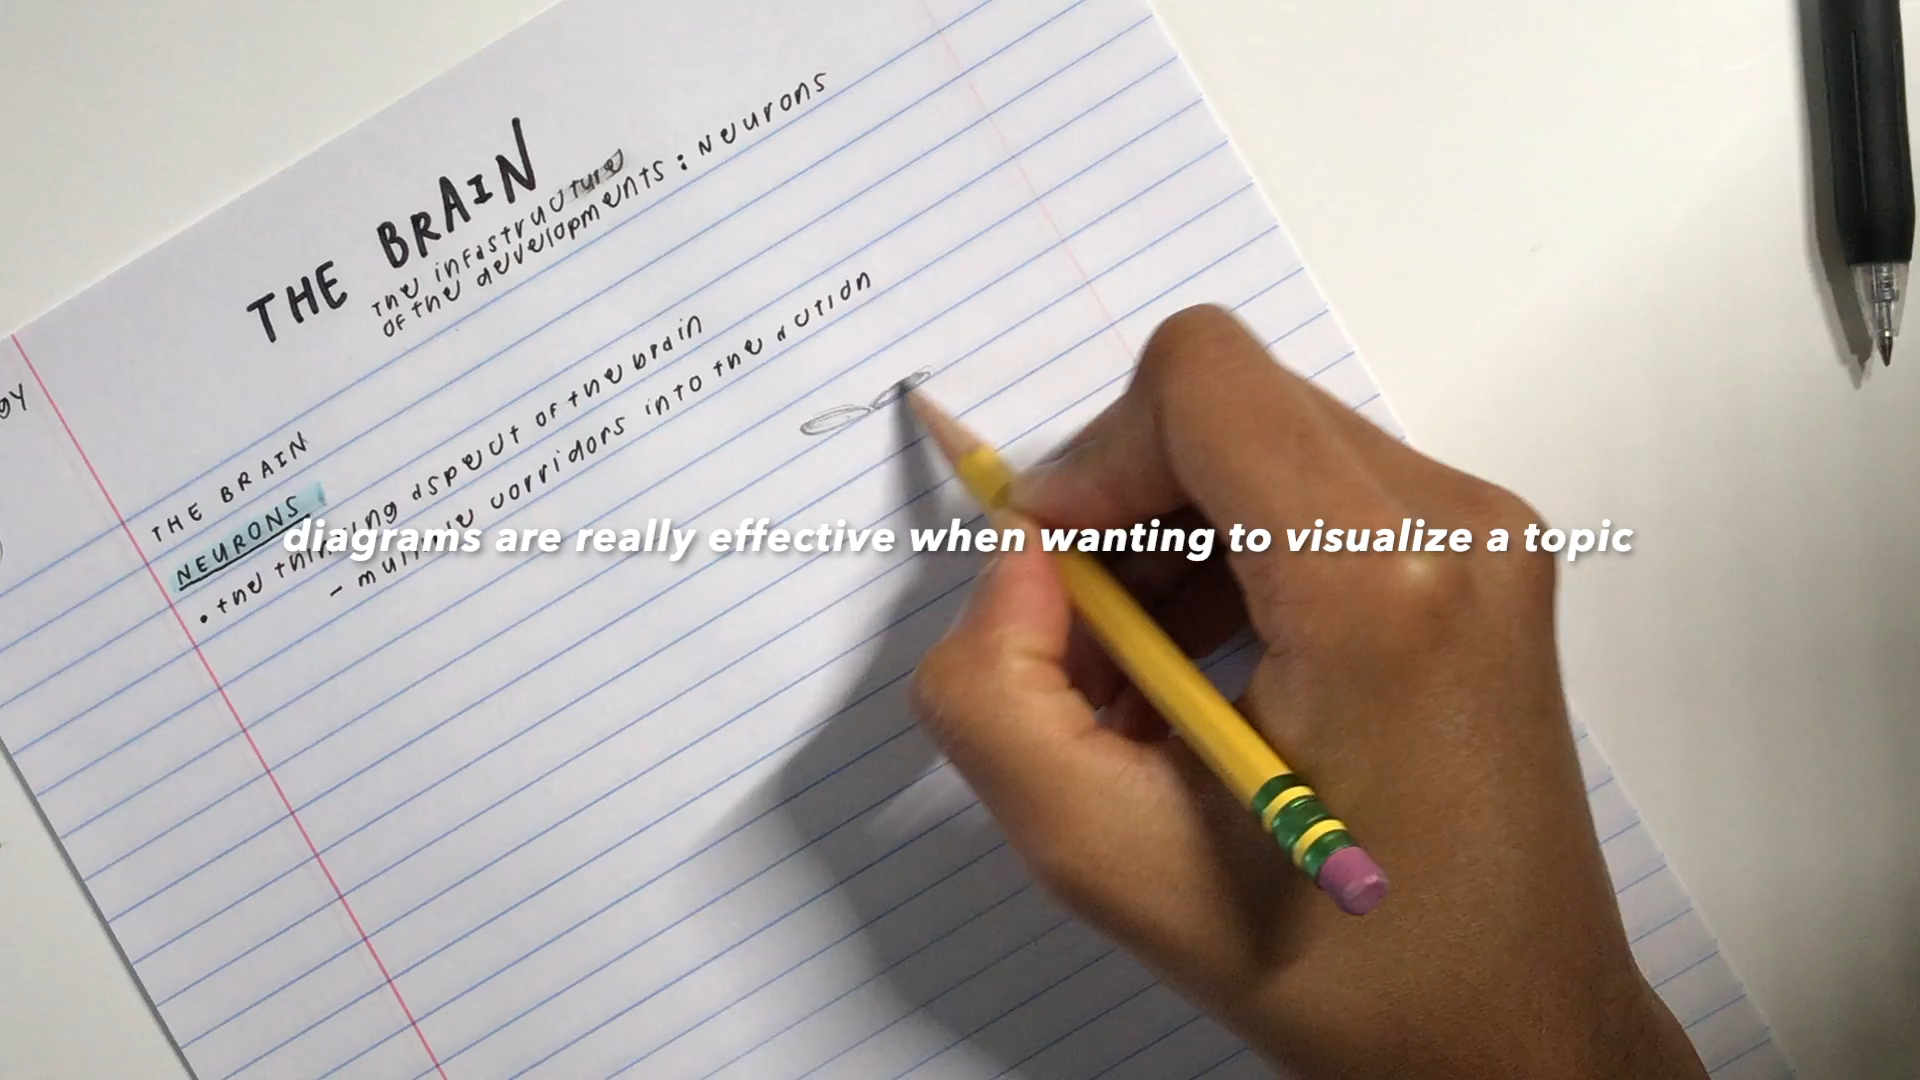 THE BRAIN
the infastructure
of the developments: Neurons
gy
THE BRAIN
NEURONS
• the thinking aspect of the brain
- multiple corridors into the action
diagrams are really effective when wanting to visualize a topic